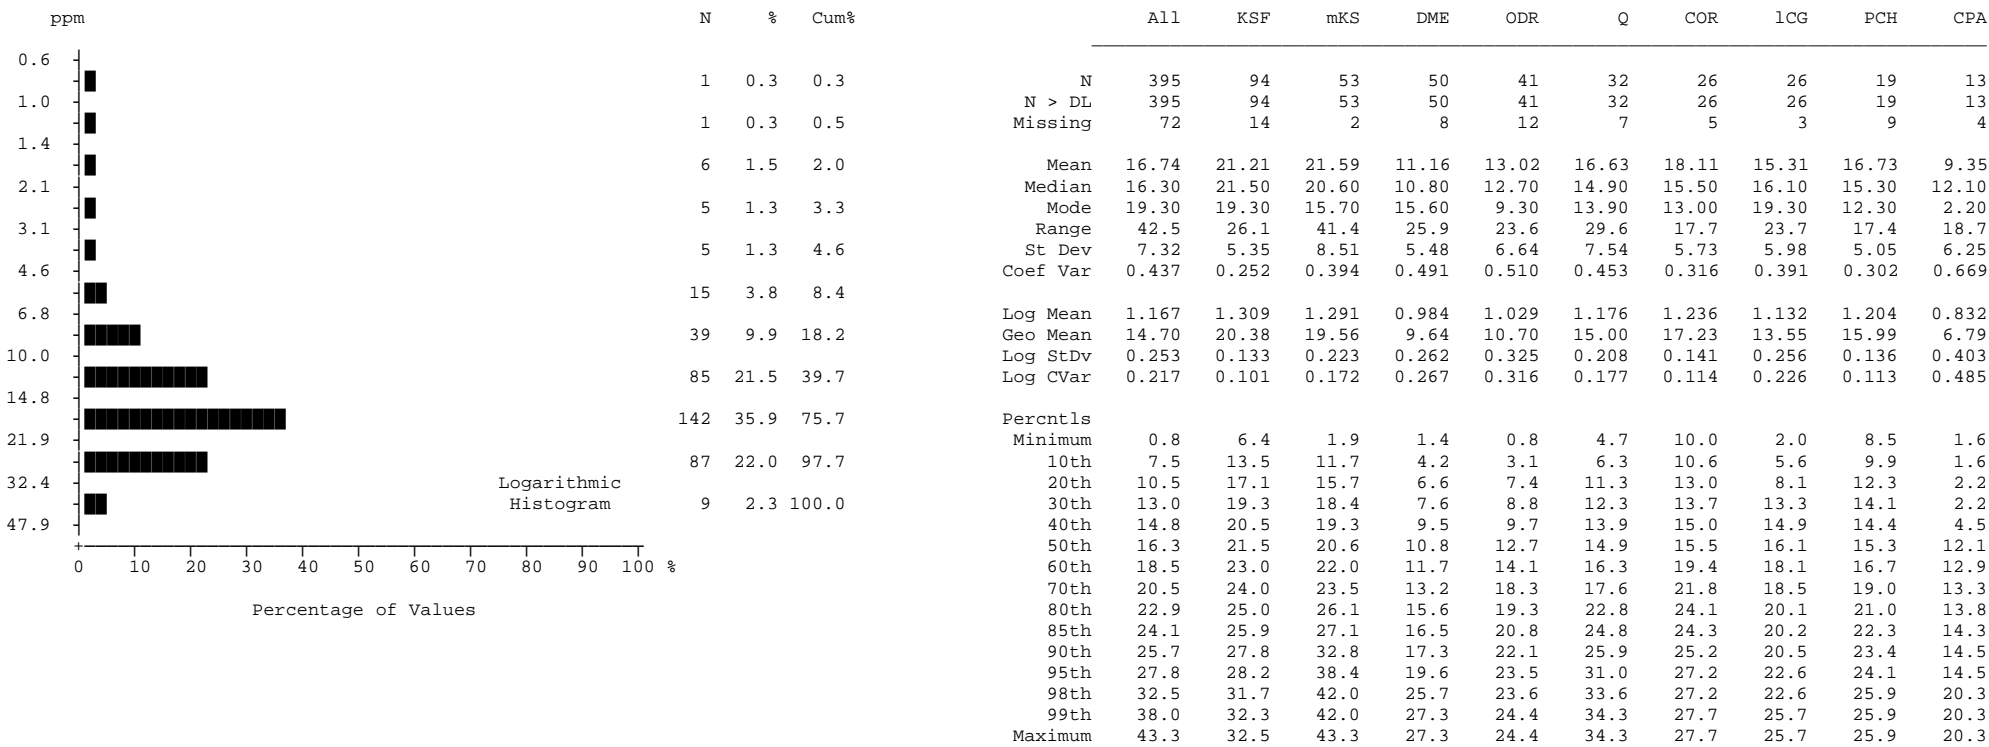 ppm N % Cum% All KSF mKS DME ODR Q COR lCG PCH CPA
0.6
1 0.3 0.3 N 395 94 53 50 41 32 26 26 19 13
1.0 N > DL 395 94 53 50 41 32 26 26 19 13
1 0.3 0.5 Missing 72 14 2 8 12 7 5 3 9 4
1.4
6 1.5 2.0 Mean 16.74 21.21 21.59 11.16 13.02 16.63 18.11 15.31 16.73 9.35
2.1 Median 16.30 21.50 20.60 10.80 12.70 14.90 15.50 16.10 15.30 12.10
5 1.3 3.3 Mode 19.30 19.30 15.70 15.60 9.30 13.90 13.00 19.30 12.30 2.20
3.1 Range 42.5 26.1 41.4 25.9 23.6 29.6 17.7 23.7 17.4 18.7
5 1.3 4.6 St Dev 7.32 5.35 8.51 5.48 6.64 7.54 5.73 5.98 5.05 6.25
4.6 Coef Var 0.437 0.252 0.394 0.491 0.510 0.453 0.316 0.391 0.302 0.669
15 3.8 8.4
6.8 Log Mean 1.167 1.309 1.291 0.984 1.029 1.176 1.236 1.132 1.204 0.832
39 9.9 18.2 Geo Mean 14.70 20.38 19.56 9.64 10.70 15.00 17.23 13.55 15.99 6.79
10.0 Log StDv 0.253 0.133 0.223 0.262 0.325 0.208 0.141 0.256 0.136 0.403
85 21.5 39.7 Log CVar 0.217 0.101 0.172 0.267 0.316 0.177 0.114 0.226 0.113 0.485
14.8
142 35.9 75.7 Percntls
21.9 Minimum 0.8 6.4 1.9 1.4 0.8 4.7 10.0 2.0 8.5 1.6
87 22.0 97.7 10th 7.5 13.5 11.7 4.2 3.1 6.3 10.6 5.6 9.9 1.6
32.4 Logarithmic 20th 10.5 17.1 15.7 6.6 7.4 11.3 13.0 8.1 12.3 2.2
Histogram 9 2.3 100.0 30th 13.0 19.3 18.4 7.6 8.8 12.3 13.7 13.3 14.1 2.2
47.9 40th 14.8 20.5 19.3 9.5 9.7 13.9 15.0 14.9 14.4 4.5
50th 16.3 21.5 20.6 10.8 12.7 14.9 15.5 16.1 15.3 12.1
0 10 20 30 40 50 60 70 80 90 100 % 60th 18.5 23.0 22.0 11.7 14.1 16.3 19.4 18.1 16.7 12.9
70th 20.5 24.0 23.5 13.2 18.3 17.6 21.8 18.5 19.0 13.3
Percentage of Values 80th 22.9 25.0 26.1 15.6 19.3 22.8 24.1 20.1 21.0 13.8
85th 24.1 25.9 27.1 16.5 20.8 24.8 24.3 20.2 22.3 14.3
90th 25.7 27.8 32.8 17.3 22.1 25.9 25.2 20.5 23.4 14.5
95th 27.8 28.2 38.4 19.6 23.5 31.0 27.2 22.6 24.1 14.5
98th 32.5 31.7 42.0 25.7 23.6 33.6 27.2 22.6 25.9 20.3
99th 38.0 32.3 42.0 27.3 24.4 34.3 27.7 25.7 25.9 20.3
Maximum 43.3 32.5 43.3 27.3 24.4 34.3 27.7 25.7 25.9 20.3